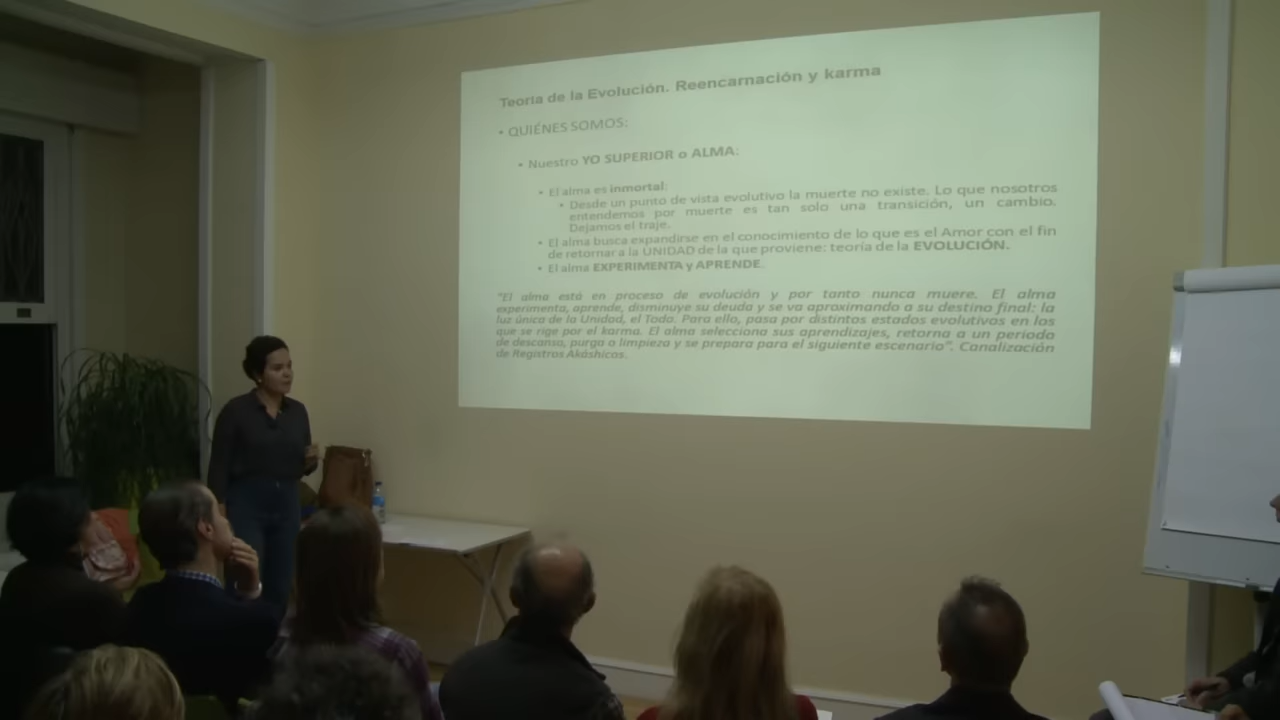 Teoría de la Evolución. Reencarnación y karma
• QUIÉNES SOMOS:
• Nuestro YO SUPERIOR o ALMA:
• El alma es inmortal:
• Desde un punto de vista evolutivo la muerte no existe. Lo que nosotros
entendemos por muerte es tan solo una transición, un cambio.
Dejamos el traje.
• El alma busca expandirse en el conocimiento de lo que es el Amor con el fin
de retornar a la UNIDAD de la que proviene: teoría de la EVOLUCIÓN.
• El alma EXPERIMENTA y APRENDE.
"El alma está en proceso de evolución y por tanto nunca muere. El alma
experimenta, aprende, disminuye su deuda y se va aproximando a su destino final: la
luz única de la Unidad, el Todo. Para ello, pasa por distintos estados evolutivos en los
que se rige por el karma. El alma selecciona sus aprendizajes, retorna a un periodo
de descanso, purga o limpieza y se prepara para el siguiente escenario". Canalización
de Registros Akáshicos.